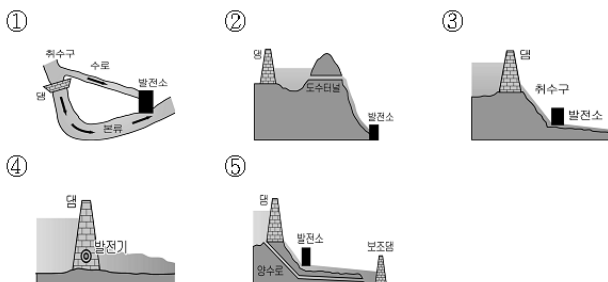 ①
취수구
수로
발전소
댐
본류
②
댐
도수터널
발전소
③
댐
취수구
발전소
④
댐
발전기
⑤
댐
발전소
보조댐
양수로